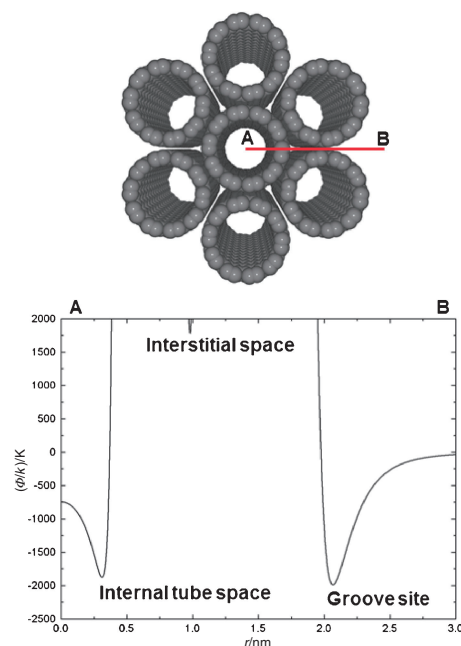 A
B
A
B
2000
1500
1000
500
0
-500
-1000
-1500
-2000
-2500
(Φ/k)/K
Interstitial space
Internal tube space
Groove site
0.0 0.5 1.0 1.5 2.0 2.5 3.0
r/nm